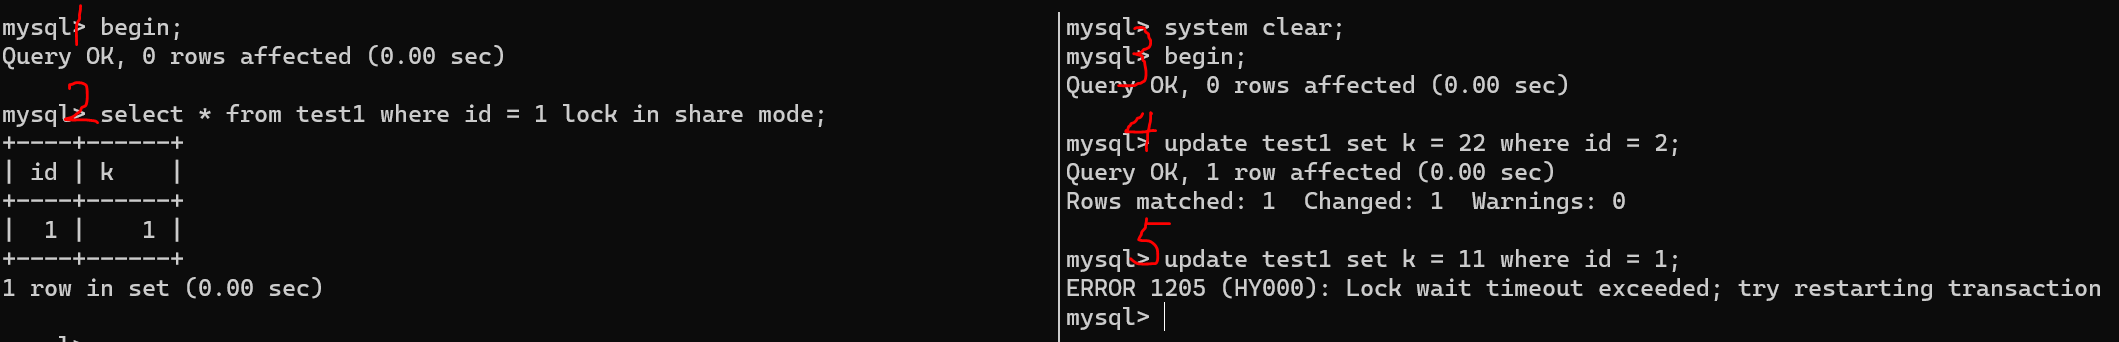 mysql> begin;
Query OK, 0 rows affected (0.00 sec)
mysql> select * from test1 where id = 1 lock in share mode;
+----+------+
| id | k    |
+----+------+
|  1 |    1 |
+----+------+
1 row in set (0.00 sec)
1
2
mysql> system clear;
mysql> begin;
Query OK, 0 rows affected (0.00 sec)
mysql> update test1 set k = 22 where id = 2;
Query OK, 1 row affected (0.00 sec)
Rows matched: 1  Changed: 1  Warnings: 0
mysql> update test1 set k = 11 where id = 1;
ERROR 1205 (HY000): Lock wait timeout exceeded; try restarting transaction
mysql>
3
4
5